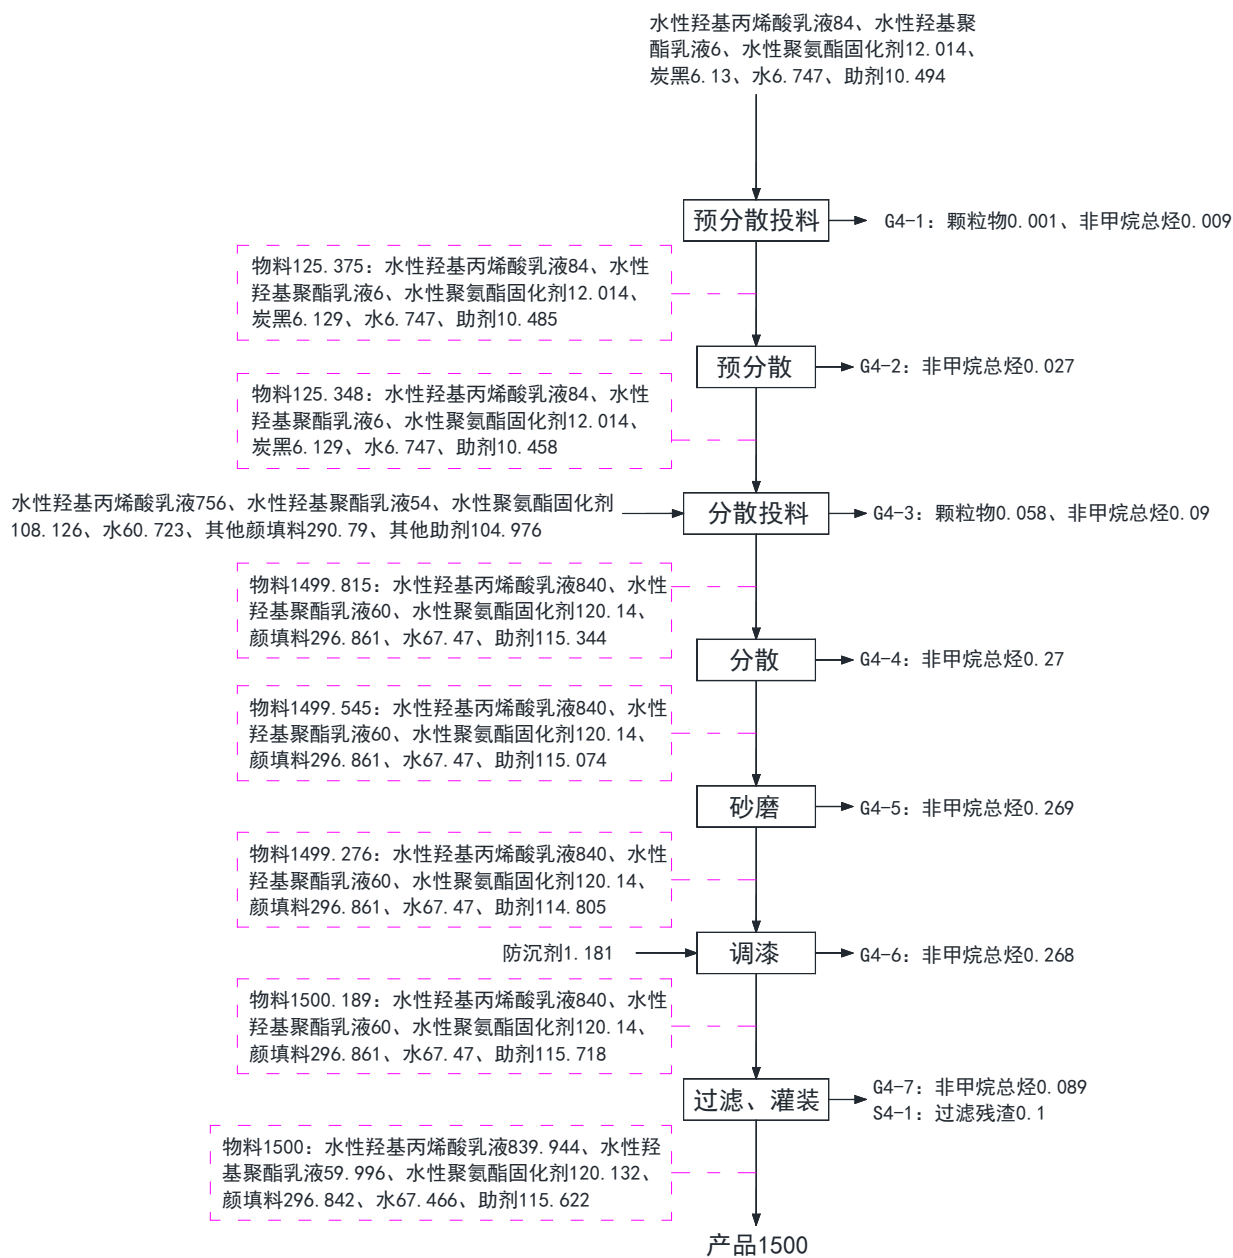 水性羟基丙烯酸乳液84、水性羟基聚
酯乳液6、水性聚氨酯固化剂12.014、
炭黑6.13、水6.747、助剂10.494
预分散投料
G4-1：颗粒物0.001、非甲烷总烃0.009
物料125.375：水性羟基丙烯酸乳液84、水性
羟基聚酯乳液6、水性聚氨酯固化剂12.014、
炭黑6.129、水6.747、助剂10.485
预分散
G4-2：非甲烷总烃0.027
物料125.348：水性羟基丙烯酸乳液84、水性
羟基聚酯乳液6、水性聚氨酯固化剂12.014、
炭黑6.129、水6.747、助剂10.458
水性羟基丙烯酸乳液756、水性羟基聚酯乳液54、水性聚氨酯固化剂
108.126、水60.723、其他颜填料290.79、其他助剂104.976
分散投料
G4-3：颗粒物0.058、非甲烷总烃0.09
物料1499.815：水性羟基丙烯酸乳液840、水性
羟基聚酯乳液60、水性聚氨酯固化剂120.14、
颜填料296.861、水67.47、助剂115.344
分散
G4-4：非甲烷总烃0.27
物料1499.545：水性羟基丙烯酸乳液840、水性
羟基聚酯乳液60、水性聚氨酯固化剂120.14、
颜填料296.861、水67.47、助剂115.074
砂磨
G4-5：非甲烷总烃0.269
物料1499.276：水性羟基丙烯酸乳液840、水性
羟基聚酯乳液60、水性聚氨酯固化剂120.14、
颜填料296.861、水67.47、助剂114.805
防沉剂1.181
调漆
G4-6：非甲烷总烃0.268
物料1500.189：水性羟基丙烯酸乳液840、水性
羟基聚酯乳液60、水性聚氨酯固化剂120.14、
颜填料296.861、水67.47、助剂115.718
过滤、灌装
G4-7：非甲烷总烃0.089
S4-1：过滤残渣0.1
物料1500：水性羟基丙烯酸乳液839.944、水性羟
基聚酯乳液59.996、水性聚氨酯固化剂120.132、
颜填料296.842、水67.466、助剂115.622
产品1500